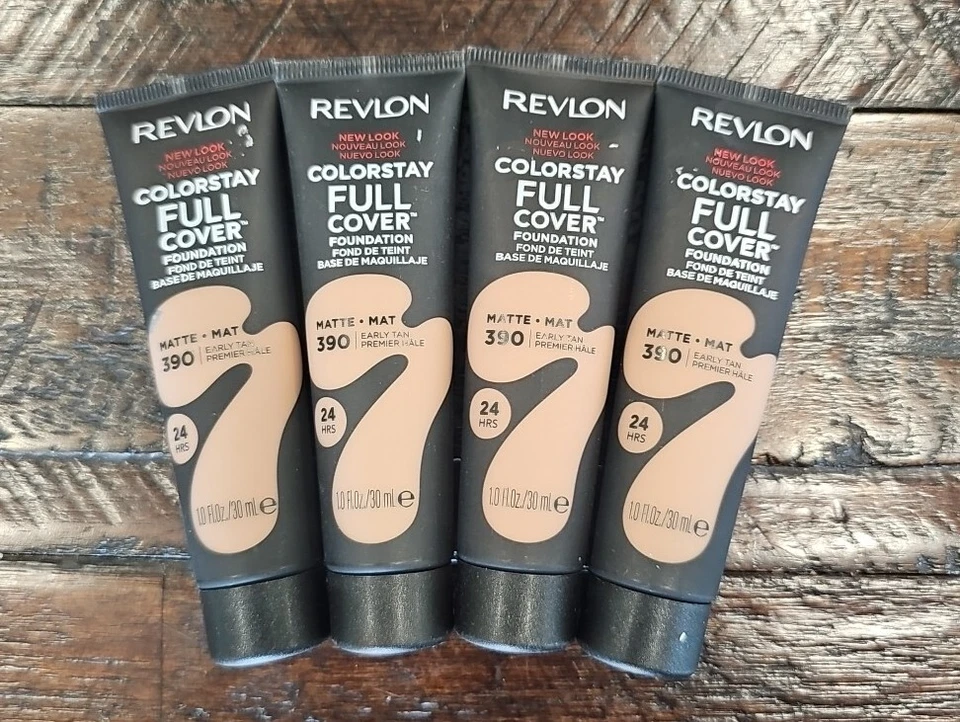 REVLON
NEW LOOK
NOUVEAU LOOK
NUEVO LOOK
COLORSTAY
FULL
COVER™
FOUNDATION
FOND DE TEINT
BASE DE MAQUILLAJE
MATTE • MAT
390 | EARLY TAN
PREMIER HÂLE
24
HRS
1.0 Fl.Oz./30 mL e
REVLON
NEW LOOK
NOUVEAU LOOK
NUEVO LOOK
COLORSTAY
FULL
COVER™
FOUNDATION
FOND DE TEINT
BASE DE MAQUILLAJE
MATTE • MAT
390 | EARLY TAN
PREMIER HÂLE
24
HRS
1.0 Fl.Oz./30 mL e
REVLON
NEW LOOK
NOUVEAU LOOK
NUEVO LOOK
COLORSTAY
FULL
COVER™
FOUNDATION
FOND DE TEINT
BASE DE MAQUILLAJE
MATTE • MAT
390 | EARLY TAN
PREMIER HÂLE
24
HRS
1.0 Fl.Oz./30 mL e
REVLON
NEW LOOK
NOUVEAU LOOK
NUEVO LOOK
COLORSTAY
FULL
COVER™
FOUNDATION
FOND DE TEINT
BASE DE MAQUILLAJE
MATTE • MAT
390 | EARLY TAN
PREMIER HÂLE
24
HRS
1.0 Fl.Oz./30 mL e